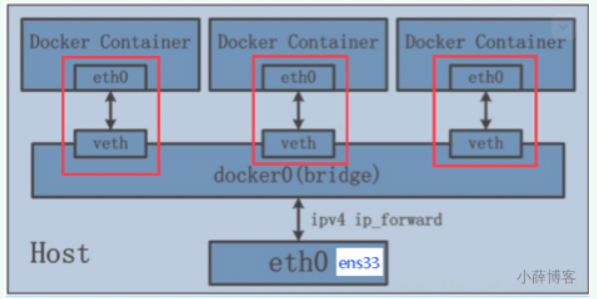 Docker Container Docker Container Docker Container
eth0 eth0 eth0
veth veth veth
docker0(bridge)
ipv4 ip_forward
Host
eth0 ens33
小薛博客